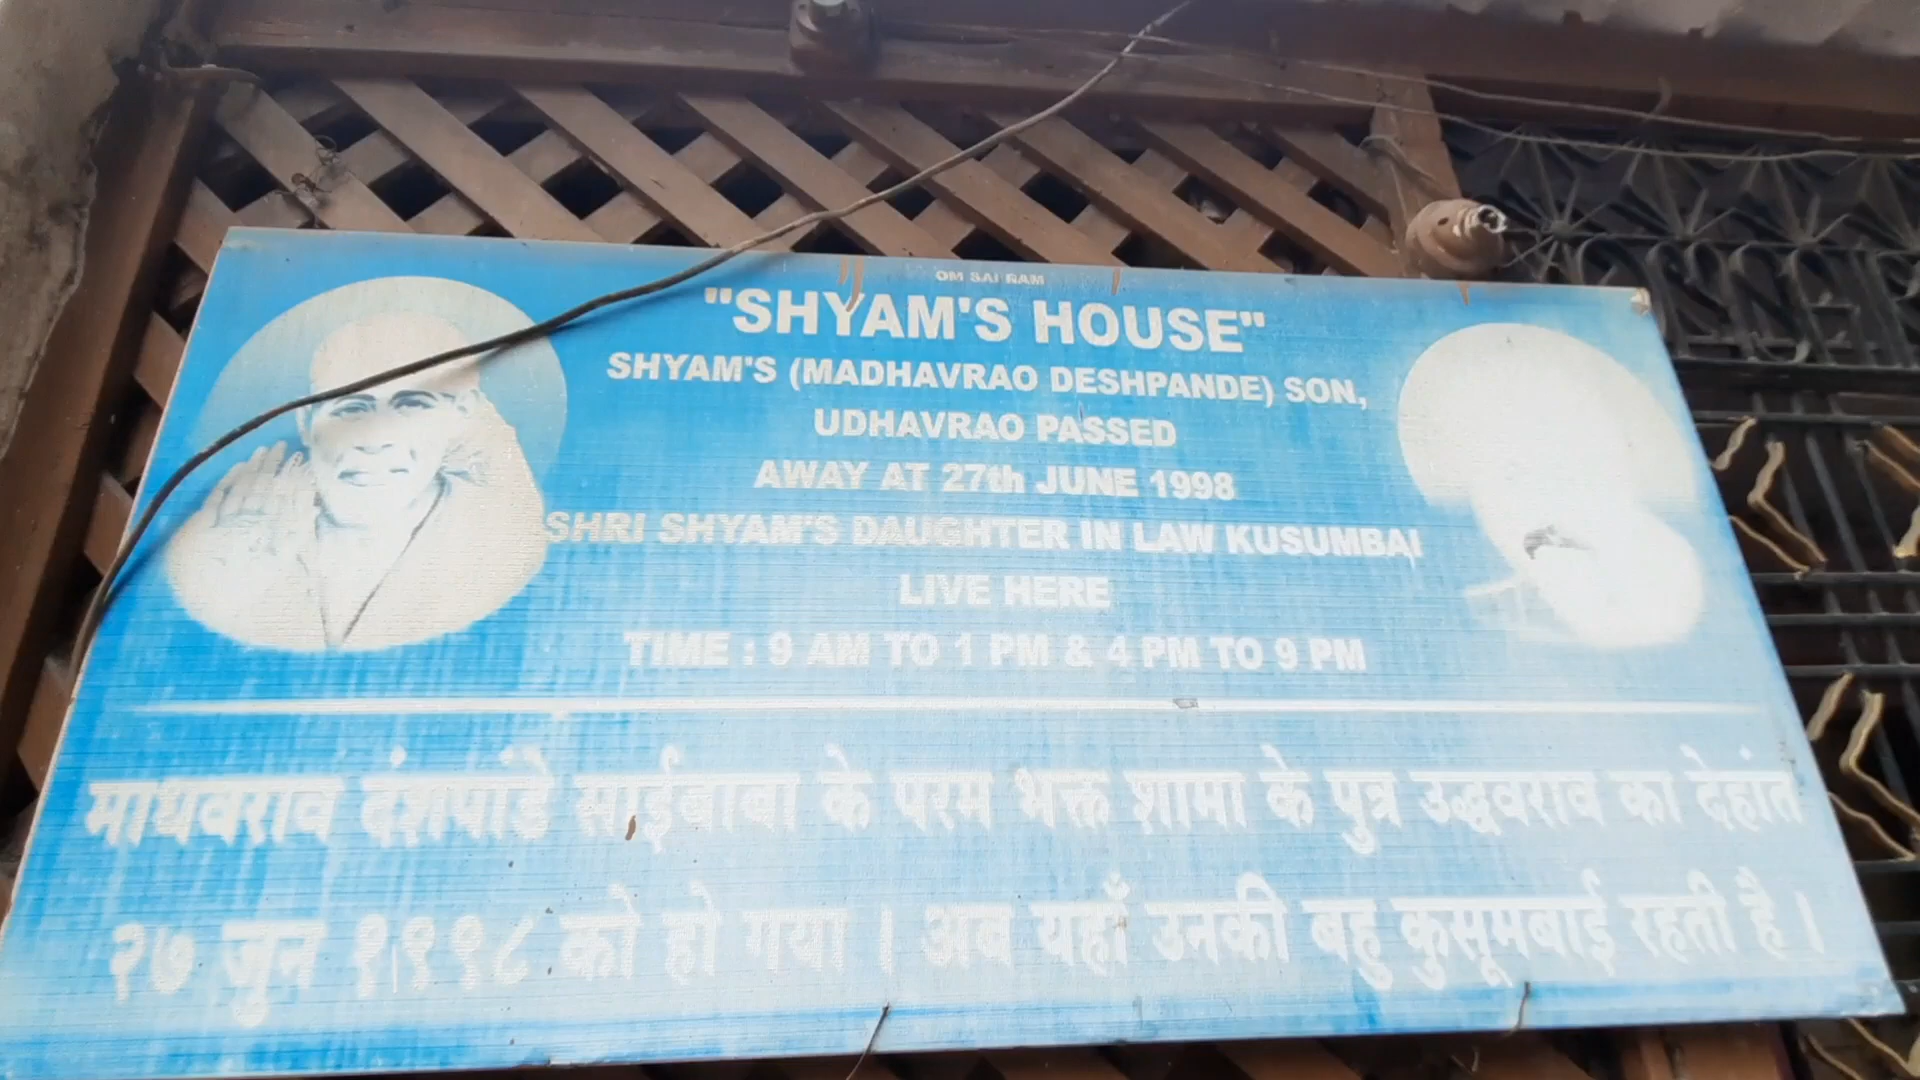 OM SAI RAM
"SHYAM'S HOUSE"
SHYAM'S (MADHAVRAO DESHPANDE) SON,
UDHAVRAO PASSED
AWAY AT 27th JUNE 1998
SHRI SHYAM'S DAUGHTER IN LAW KUSUMBAI
LIVE HERE
TIME : 9 AM TO 1 PM & 4 PM TO 9 PM
माधवराव देशपांडे साईबाबा के परम भक्त शामा के पुत्र उद्धवराव का देहांत
२७ जुन १९९८ को हो गया । अब यहाँ उनकी बहु कुसूमबाई रहती है ।